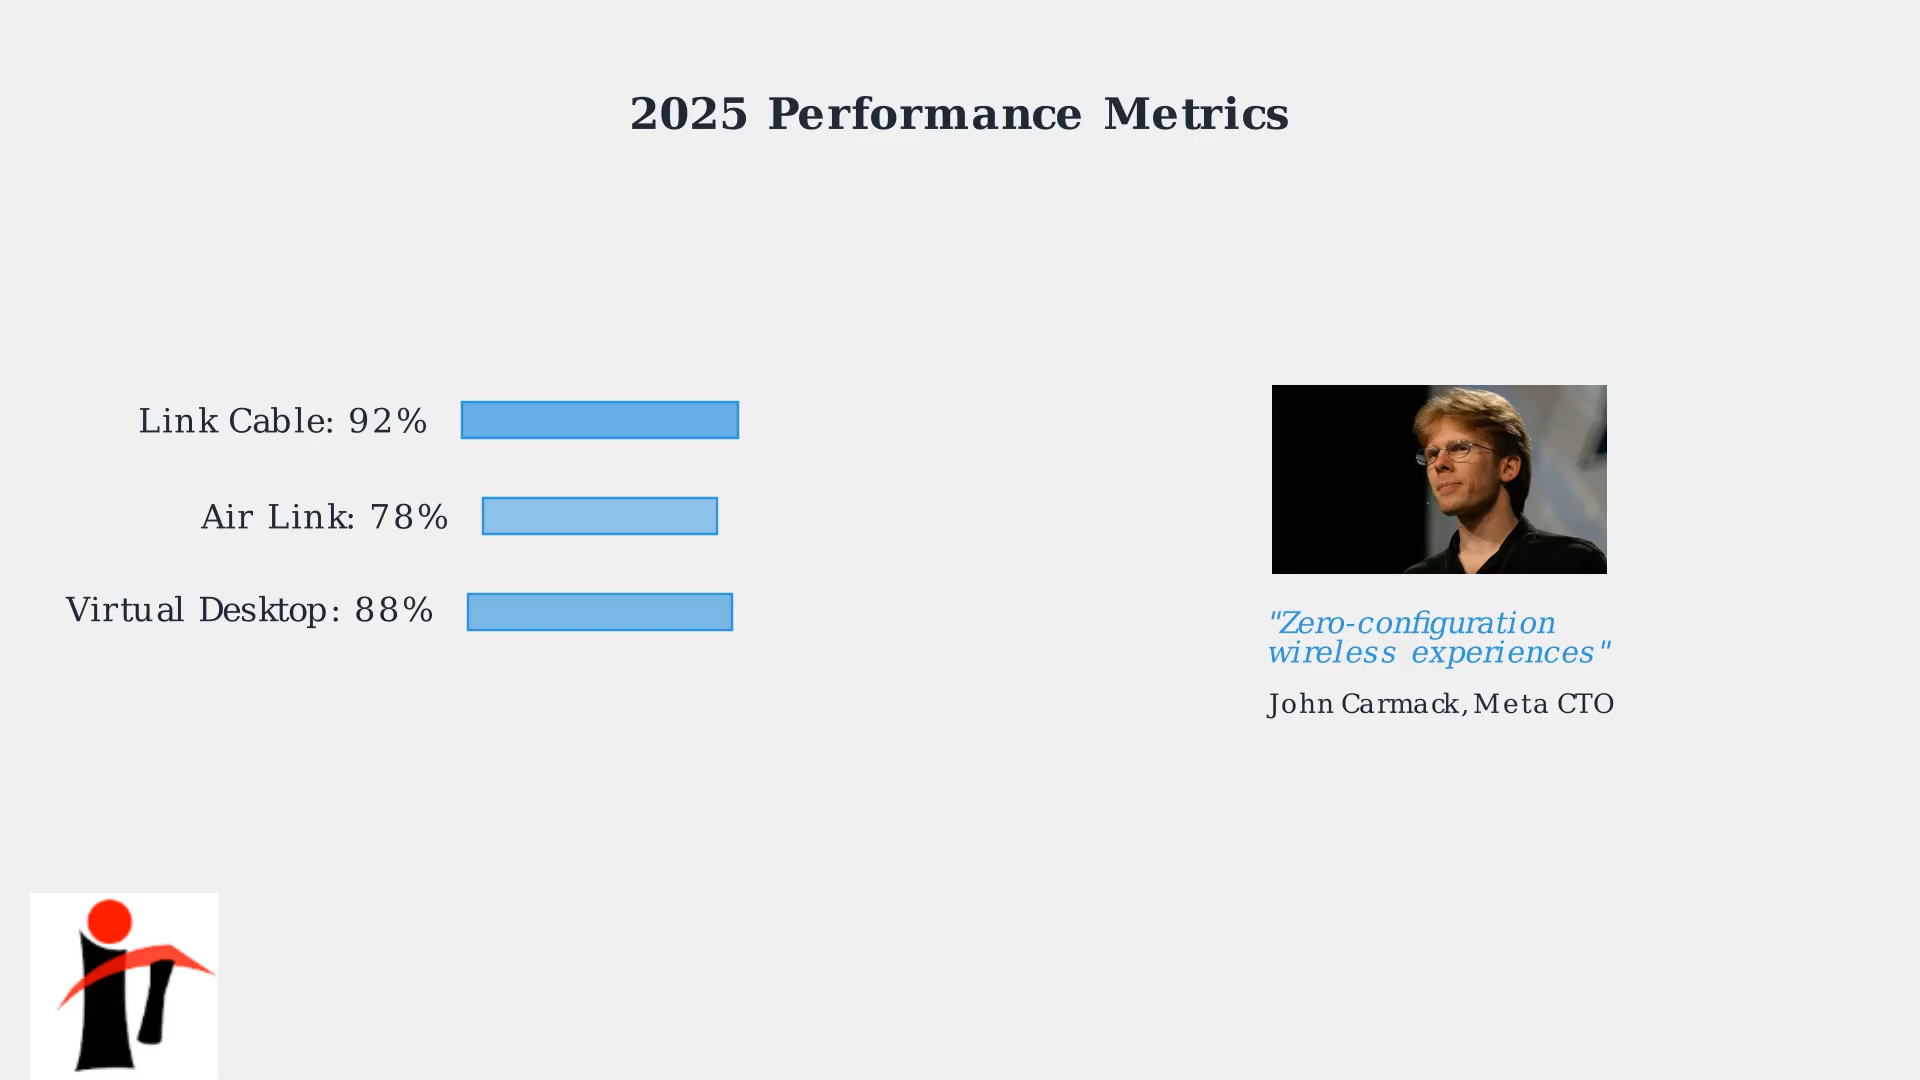 2025 Performance Metrics
Link Cable: 92%
Air Link: 78%
Virtual Desktop: 88%
"Zero-configuration
wireless experiences"
John Carmack, Meta CTO